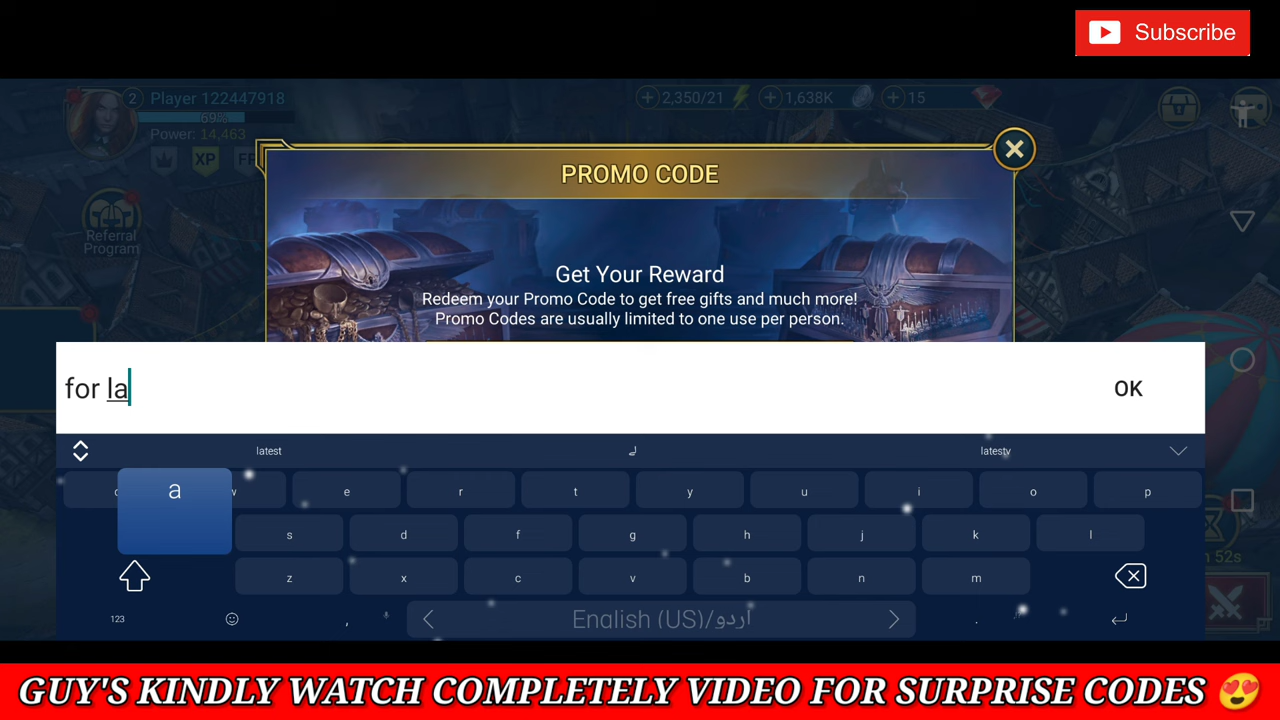 Subscribe
2 Player 122447918
2,350/21
1,638K
15
69%
Power: 14,463
XP
PROMO CODE
Referral
Program
Get Your Reward
Redeem your Promo Code to get free gifts and much more!
Promo Codes are usually limited to one use per person.
for la
OK
latest
latesty
a
e r t y u i o p
s d f g h j k l
z x c v b n m
123
,
English (US)/اردو
.
52s
GUY'S KINDLY WATCH COMPLETELY VIDEO FOR SURPRISE CODES 😍